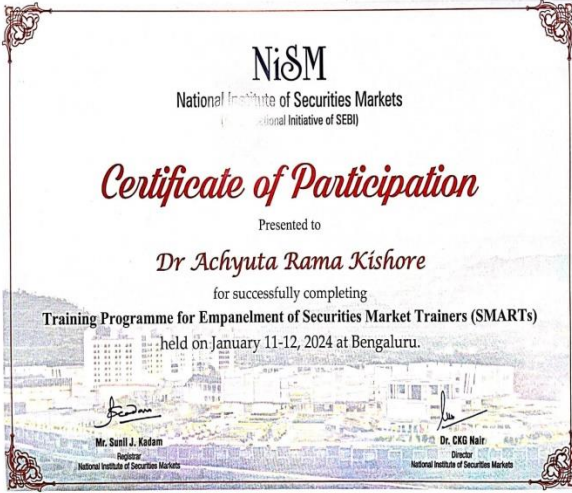 NiSM
National Institute of Securities Markets
tional Initiative of SEBI)
Certificate of Participation
Presented to
Dr Achyuta Rama Kishore
for successfully completing
Training Programme for Empanelment of Securities Market Trainers (SMARTs)
held on January 11-12, 2024 at Bengaluru.
Mr. Sunil J. Kadam
Registrar
National Institute of Securities Markets
Dr. CKG Nair
Director
National Institute of Securities Markets